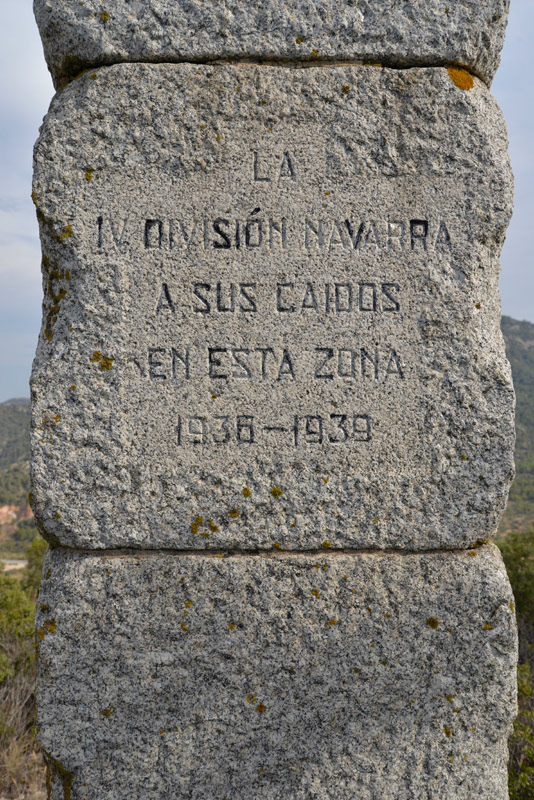 LA
IV DIVISIÓN NAVARRA
A SUS CAIDOS
EN ESTA ZONA
1936-1939